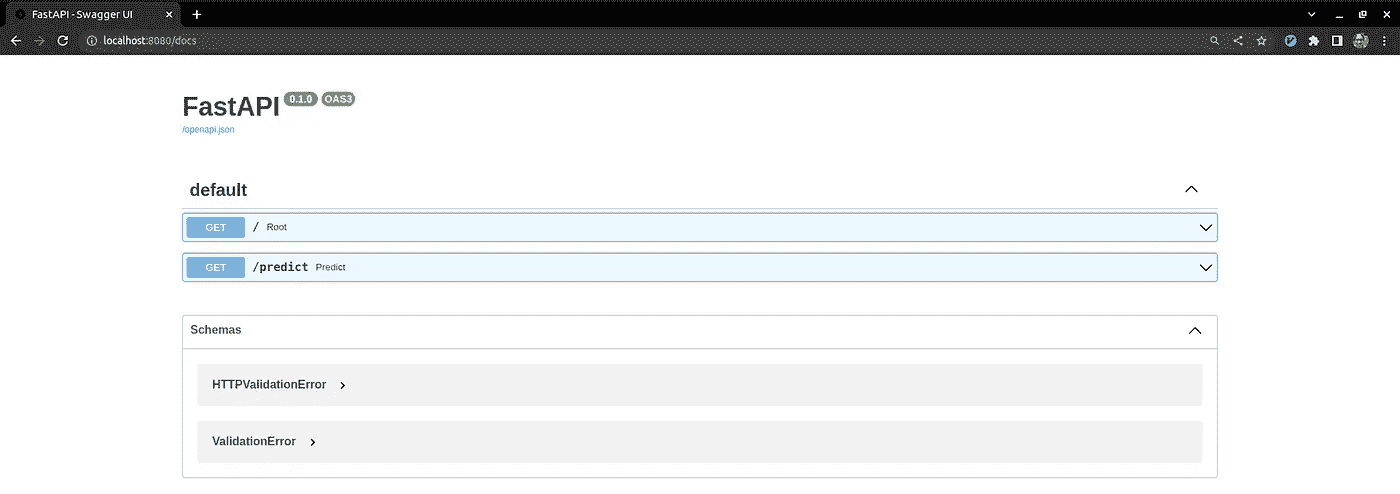 FastAPI - Swagger UI
localhost:8080/docs
FastAPI 0.1.0 OAS3
/openapi.json
default
GET / Root
GET /predict Predict
Schemas
HTTPValidationError
ValidationError